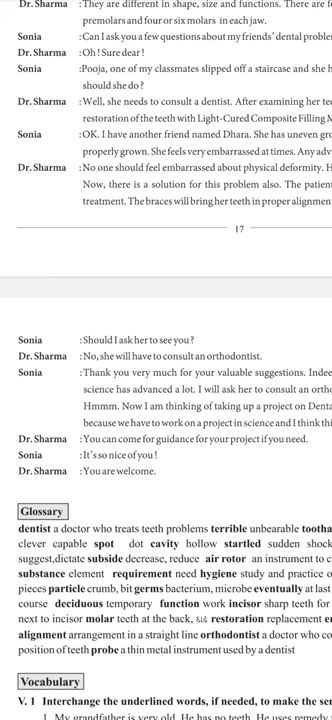 Dr. Sharma : They are different in shape, size and functions. There are
premolars and four or six molars in each jaw.
Sonia : Can I ask you a few questions about my friends' dental
Dr. Sharma : Oh ! Sure dear !
Sonia : Pooja, one of my classmates slipped off a staircase and she
should she do ?
Dr. Sharma : Well, she needs to consult a dentist. After examining her
restoration of the teeth with Light-Cured Composite Filling
Sonia : OK. I have another friend named Dhara. She has uneven
properly grown. She feels very embarrassed at times. Any
Dr. Sharma : No one should feel embarrassed about physical deformity.
Now, there is a solution for this problem also. The patient
treatment. The braces will bring her teeth in proper
17
Sonia : Should I ask her to see you ?
Dr. Sharma : No, she will have to consult an orthodontist.
Sonia : Thank you very much for your valuable suggestions.
science has advanced a lot. I will ask her to consult an
Hmmm. Now I am thinking of taking up a project on
because we have to work on a project in science and I think
Dr. Sharma : You can come for guidance for your project if you need.
Sonia : It's so nice of you !
Dr. Sharma : You are welcome.
Glossary
dentist a doctor who treats teeth problems terrible unbearable
clever capable spot dot cavity hollow startled sudden shock
suggest,dictate subside decrease, reduce air rotor an instrument to
substance element requirement need hygiene study and practice
pieces particle crumb, bit germs bacterium, microbe eventually at
course deciduous temporary function work incisor sharp teeth for
next to incisor molar teeth at the back, દાઢ restoration replacement
alignment arrangement in a straight line orthodontist a doctor who
position of teeth probe a thin metal instrument used by a dentist
Vocabulary
V. 1 Interchange the underlined words, if needed, to make the
1. My grandfather is very old. He has no teeth. He uses